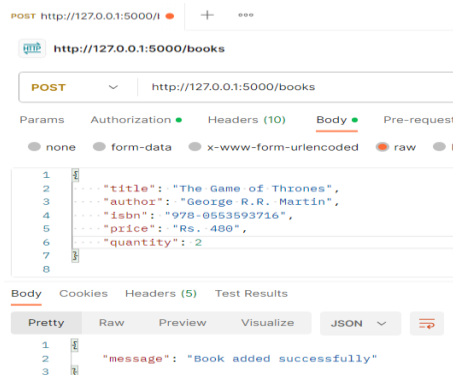 POST http://127.0.0.1:5000/l
HTTP http://127.0.0.1:5000/books
POST http://127.0.0.1:5000/books
Params Authorization Headers (10) Body Pre-request
none form-data x-www-form-urlencoded raw
1 {
2 "title": "The Game of Thrones",
3 "author": "George R.R. Martin",
4 "isbn": "978-0553593716",
5 "price": "Rs. 480",
6 "quantity": 2
7 }
8
Body Cookies Headers (5) Test Results
Pretty Raw Preview Visualize JSON
1 {
2 "message": "Book added successfully"
3 }